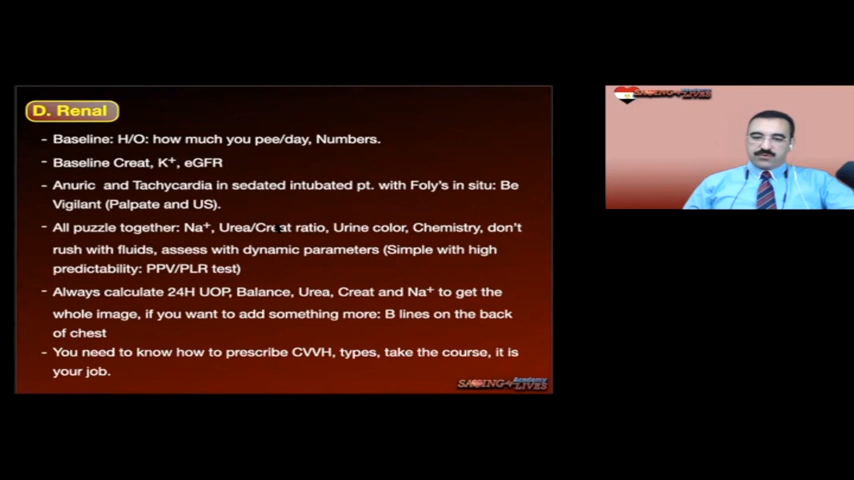 D. Renal
- Baseline: H/O: how much you pee/day, Numbers.
- Baseline Creat, K+, eGFR
- Anuric and Tachycardia in sedated intubated pt. with Foly's in situ: Be
Vigilant (Palpate and US).
- All puzzle together: Na+, Urea/Creat ratio, Urine color, Chemistry, don't
rush with fluids, assess with dynamic parameters (Simple with high
predictability: PPV/PLR test)
- Always calculate 24H UOP, Balance, Urea, Creat and Na+ to get the
whole image, if you want to add something more: B lines on the back
of chest
- You need to know how to prescribe CVVH, types, take the course, it is
your job.
SAVING LIVES Academy
SAVING LIVES Academy